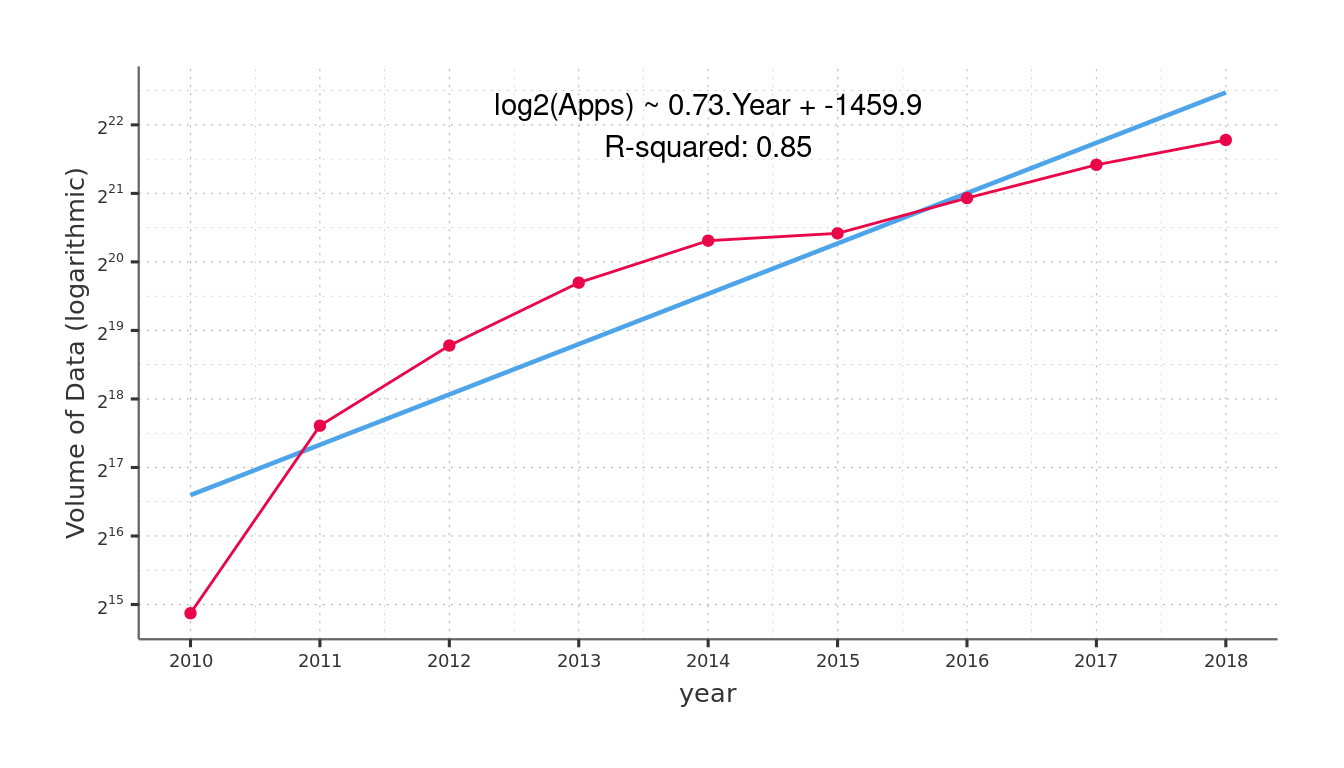 log2(Apps) ~ 0.73.Year + -1459.9
R-squared: 0.85
Volume of Data (logarithmic)
2^22
2^21
2^20
2^19
2^18
2^17
2^16
2^15
2010 2011 2012 2013 2014 2015 2016 2017 2018
year